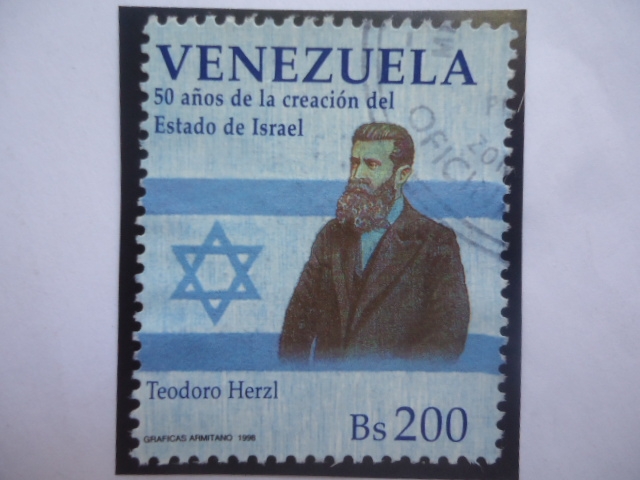 VENEZUELA
50 años de la creación del
Estado de Israel
Teodoro Herzl
Bs 200
GRAFICAS ARMITANO 1998